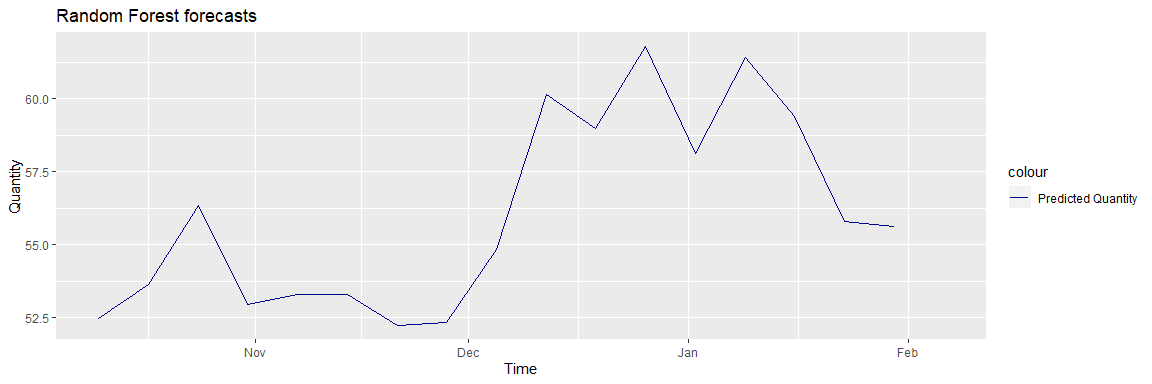 Random Forest forecasts
Quantity
60.0
57.5
55.0
52.5
Nov Dec Jan Feb
Time
colour
Predicted Quantity